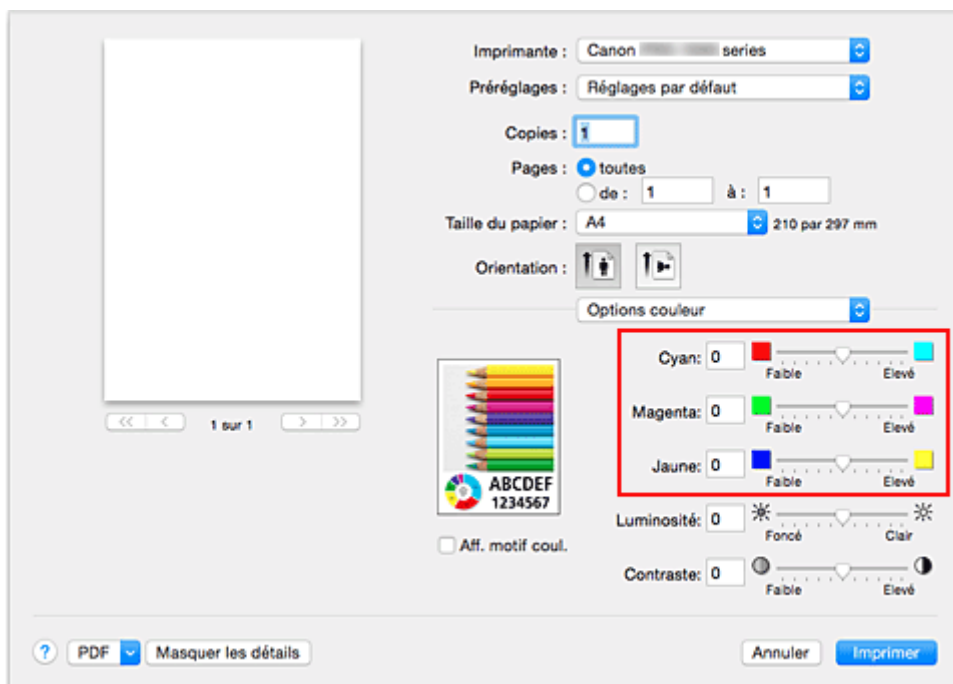 Imprimante : Canon series
Préréglages : Réglages par défaut
Copies : 1
Pages : toutes
de : 1 à : 1
Taille du papier : A4 210 par 297 mm
Orientation :
Options couleur
Cyan: 0
Faible Elevé
Magenta: 0
Faible Elevé
Jaune: 0
Faible Elevé
Luminosité: 0
Foncé Clair
Contraste: 0
Faible Elevé
<< < 1 sur 1 > >>
ABCDEF
1234567
Aff. motif coul.
? PDF Masquer les détails Annuler Imprimer